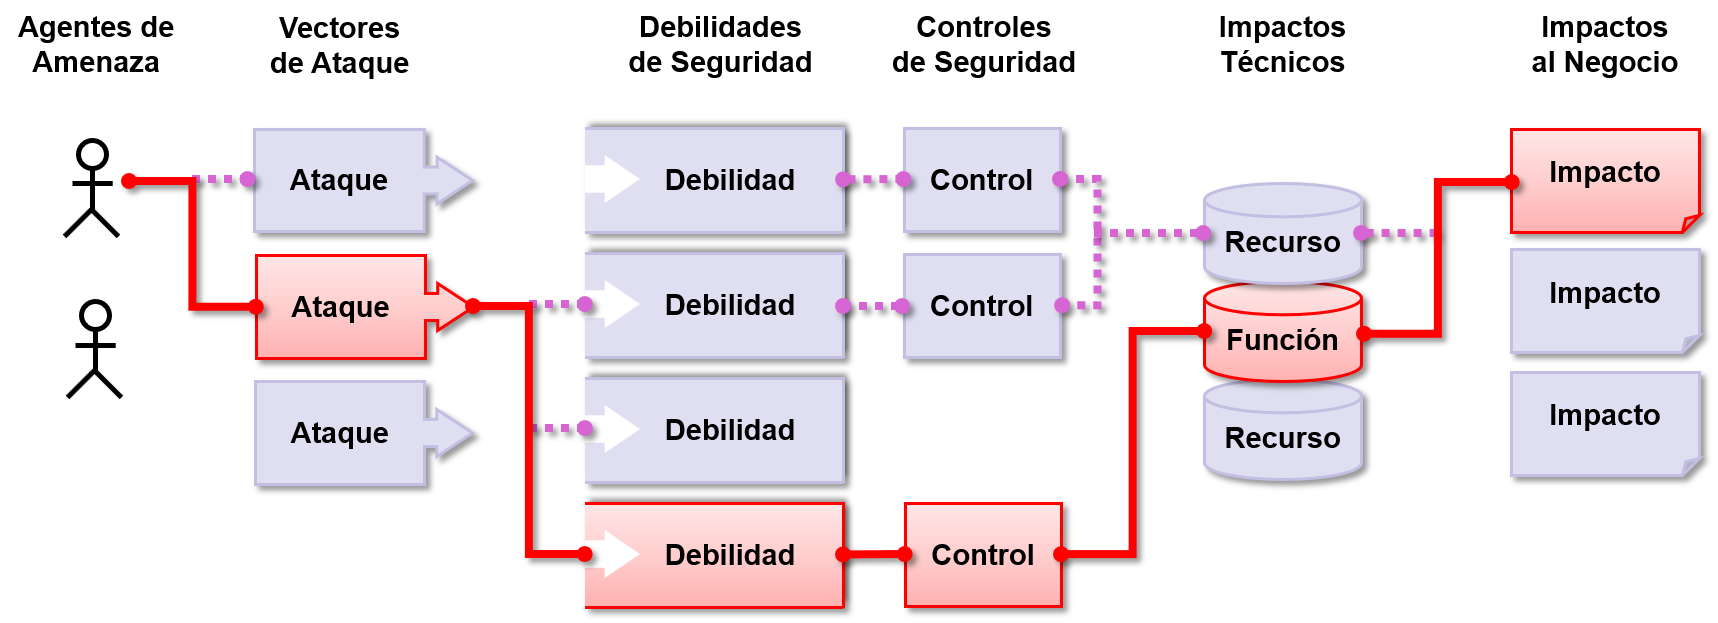 Agentes de
Amenaza
Vectores
de Ataque
Debilidades
de Seguridad
Controles
de Seguridad
Impactos
Técnicos
Impactos
al Negocio
Ataque
Ataque
Ataque
Debilidad
Debilidad
Debilidad
Debilidad
Control
Control
Control
Recurso
Función
Recurso
Impacto
Impacto
Impacto